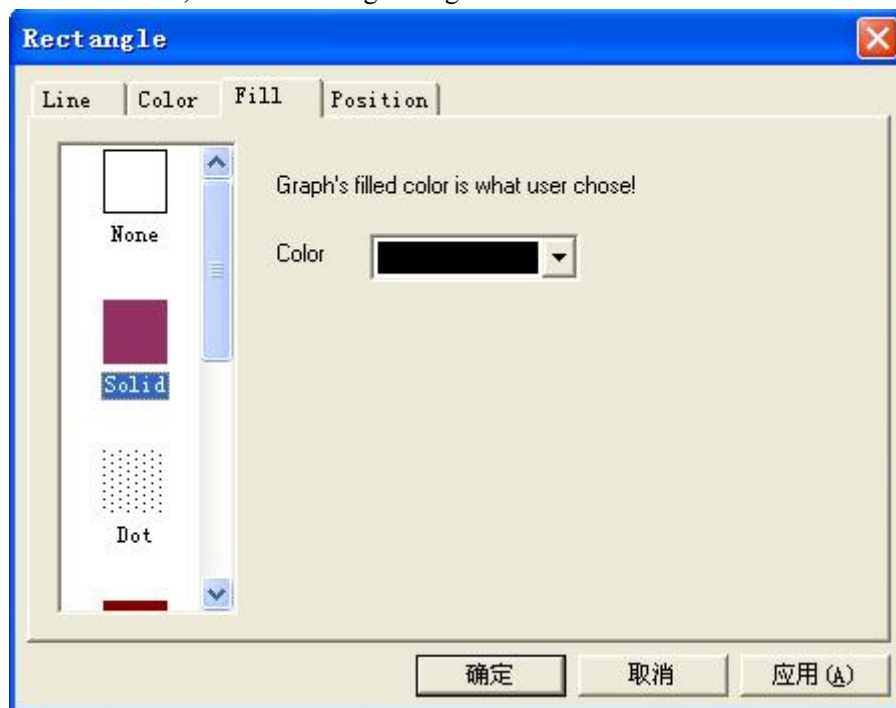 Rectangle
Line Color Fill Position
Graph's filled color is what user chose!
None
Color
Solid
Dot
确定 取消 应用(A)